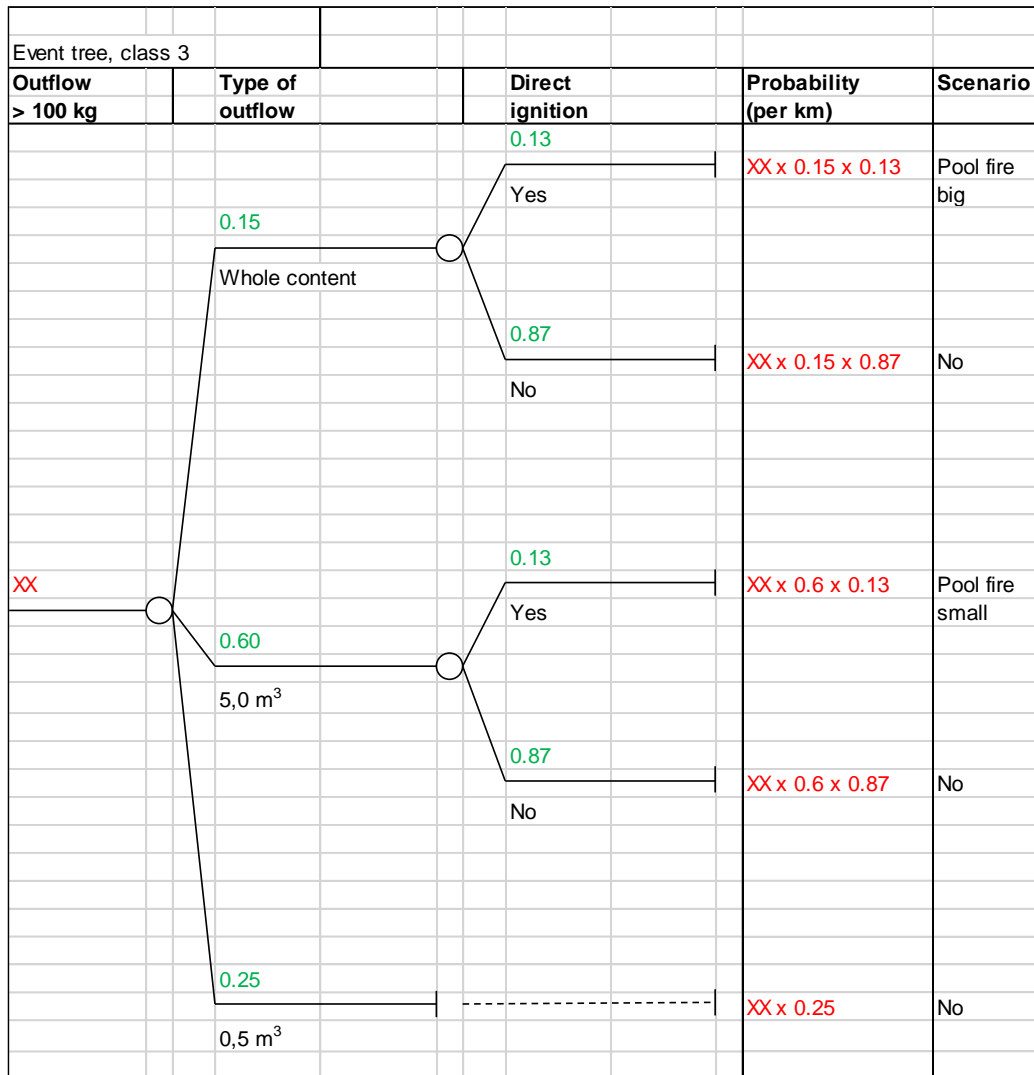 Event tree, class 3
Outflow > 100 kg
Type of outflow
Direct ignition
Probability (per km)
Scenario
0.13
XX x 0.15 x 0.13
Pool fire big
Yes
0.15
Whole content
0.87
XX x 0.15 x 0.87
No
No
0.13
XX
XX x 0.6 x 0.13
Pool fire small
Yes
0.60
5,0 m³
0.87
XX x 0.6 x 0.87
No
No
0.25
XX x 0.25
No
0,5 m³